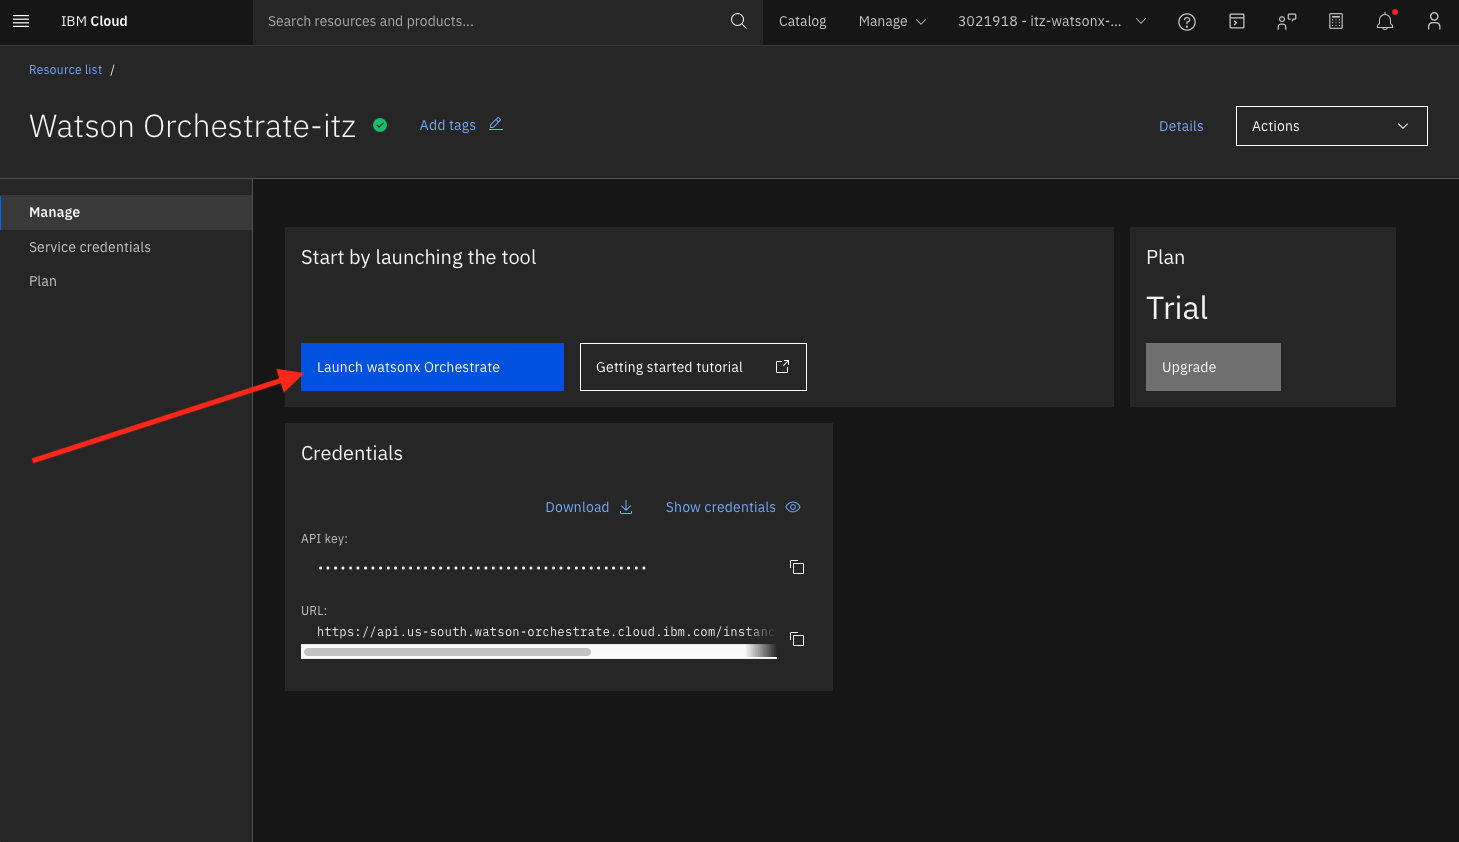 IBM Cloud
Search resources and products...
Catalog
Manage
3021918 - itz-watsonx-...
Resource list /
Watson Orchestrate-itz
Add tags
Details
Actions
Manage
Service credentials
Plan
Start by launching the tool
Launch watsonx Orchestrate
Getting started tutorial
Plan
Trial
Upgrade
Credentials
Download
Show credentials
API key:
••••••••••••••••••••••••••••••••••••••••••••
URL:
https://api.us-south.watson-orchestrate.cloud.ibm.com/instanc